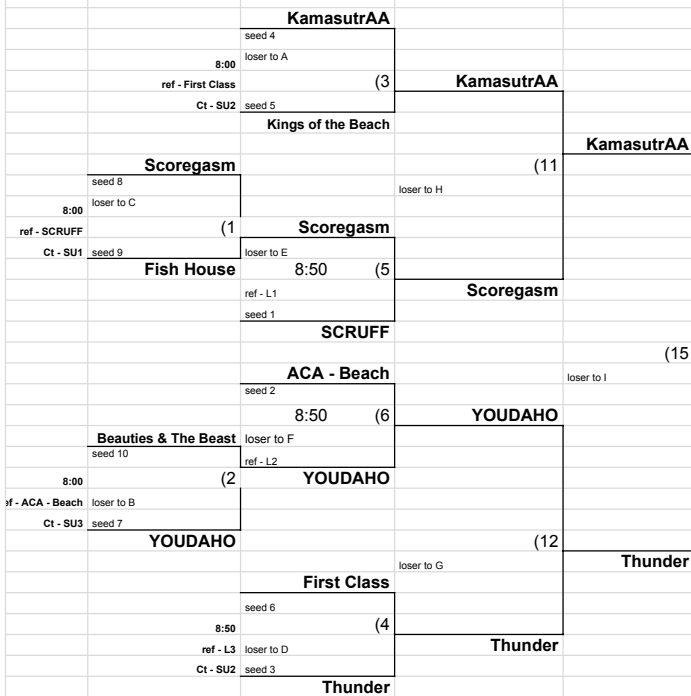 KamasutrAA
seed 4
8:00 loser to A
ref - First Class (3 KamasutrAA
Ct - SU2 seed 5
Kings of the Beach
KamasutrAA
Scoregasm (11
seed 8 loser to H
8:00 loser to C
ref - SCRUFF (1 Scoregasm
Ct - SU1 seed 9 loser to E
Fish House 8:50 (5
ref - L1 Scoregasm
seed 1
SCRUFF
(15
ACA - Beach loser to I
seed 2
8:50 (6 YOUDAHO
Beauties & The Beast loser to F
seed 10 ref - L2
8:00 (2 YOUDAHO
ef - ACA - Beach loser to B
Ct - SU3 seed 7
YOUDAHO (12
loser to G Thunder
First Class
seed 6
8:50 (4
ref - L3 loser to D Thunder
Ct - SU2 seed 3
Thunder